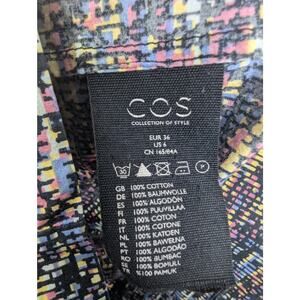 COS
COLLECTION OF STYLE
EUR 36
US 6
CN 165/84A
30
P
GB 100% COTTON
DE 100% BAUMWOLLE
ES 100% ALGODÓN
FI 100% PUUVILLAA
FR 100% COTON
IT 100% COTONE
NL 100% KATOEN
PL 100% BAWEŁNA
PT 100% ALGODÃO
RO 100% BUMBAC
SE 100% BOMULL
%100 PAMUK